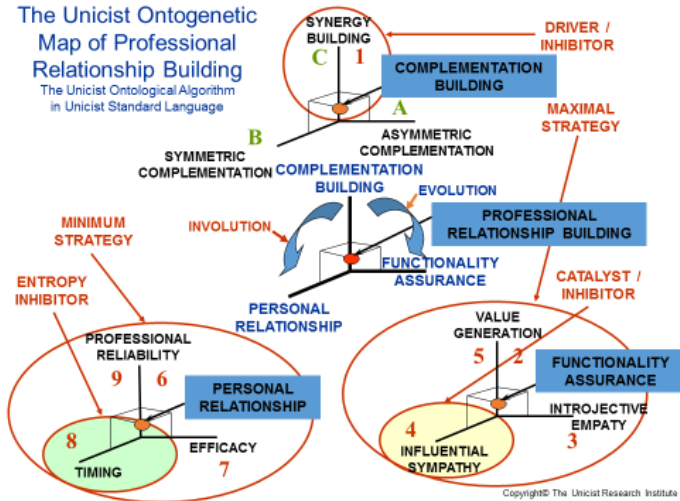 The Unicist Ontogenetic
Map of Professional
Relationship Building
The Unicist Ontological Algorithm
in Unicist Standard Language
SYNERGY
BUILDING
C 1
DRIVER /
INHIBITOR
COMPLEMENTATION
BUILDING
A
B
MAXIMAL
STRATEGY
SYMMETRIC
COMPLEMENTATION
ASYMMETRIC
COMPLEMENTATION
COMPLEMENTATION
BUILDING
EVOLUTION
INVOLUTION
PROFESSIONAL
RELATIONSHIP BUILDING
MINIMUM
STRATEGY
FUNCTIONALITY
ASSURANCE
PERSONAL
RELATIONSHIP
ENTROPY
INHIBITOR
CATALYST /
INHIBITOR
PROFESSIONAL
RELIABILITY
9 6
PERSONAL
RELATIONSHIP
8
TIMING
EFFICACY
7
VALUE
GENERATION
5 2
FUNCTIONALITY
ASSURANCE
INTROJECTIVE
EMPATY
3
4
INFLUENTIAL
SYMPATHY
Copyright© The Unicist Research Institute